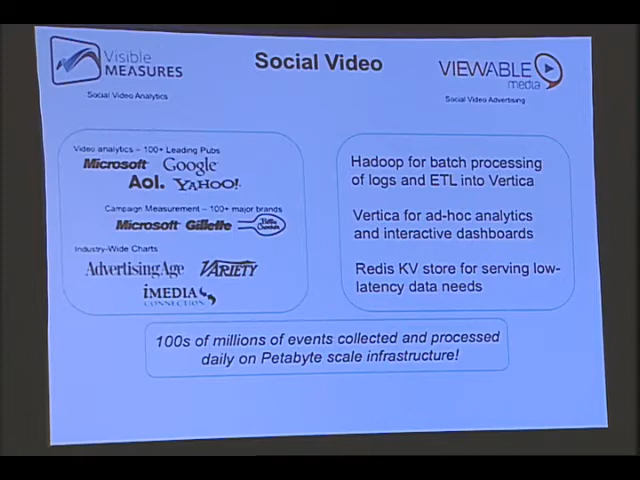 Visible
MEASURES
Social Video Analytics
Social Video
VIEWABLE
media
Social Video Advertising
Video analytics – 100+ Leading Pubs
Microsoft Google
Aol. YAHOO!
Campaign Measurement – 100+ major brands
Microsoft Gillette
Industry-Wide Charts
AdvertisingAge VARIETY
iMEDIA
CONNECTION
Hadoop for batch processing
of logs and ETL into Vertica
Vertica for ad-hoc analytics
and interactive dashboards
Redis KV store for serving low-
latency data needs
100s of millions of events collected and processed
daily on Petabyte scale infrastructure!